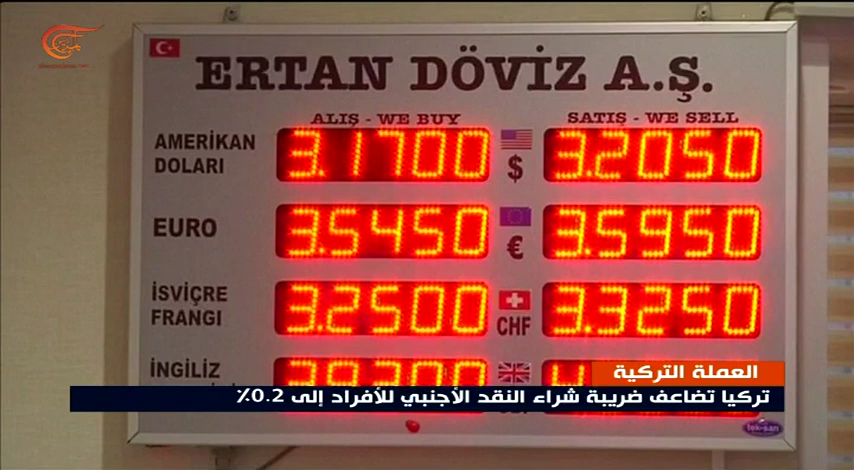 ERTAN DÖVİZ A.Ş.
ALIŞ - WE BUY SATIŞ - WE SELL
AMERİKAN DOLARI 3.1700 $ 3.2050
EURO 3.5450 € 3.5950
İSVİÇRE FRANGI 3.2500 CHF 3.3250
İNGİLİZ
العملة التركية
تركيا تضاعف ضريبة شراء النقد الأجنبي للأفراد إلى 0.2٪
tek-san